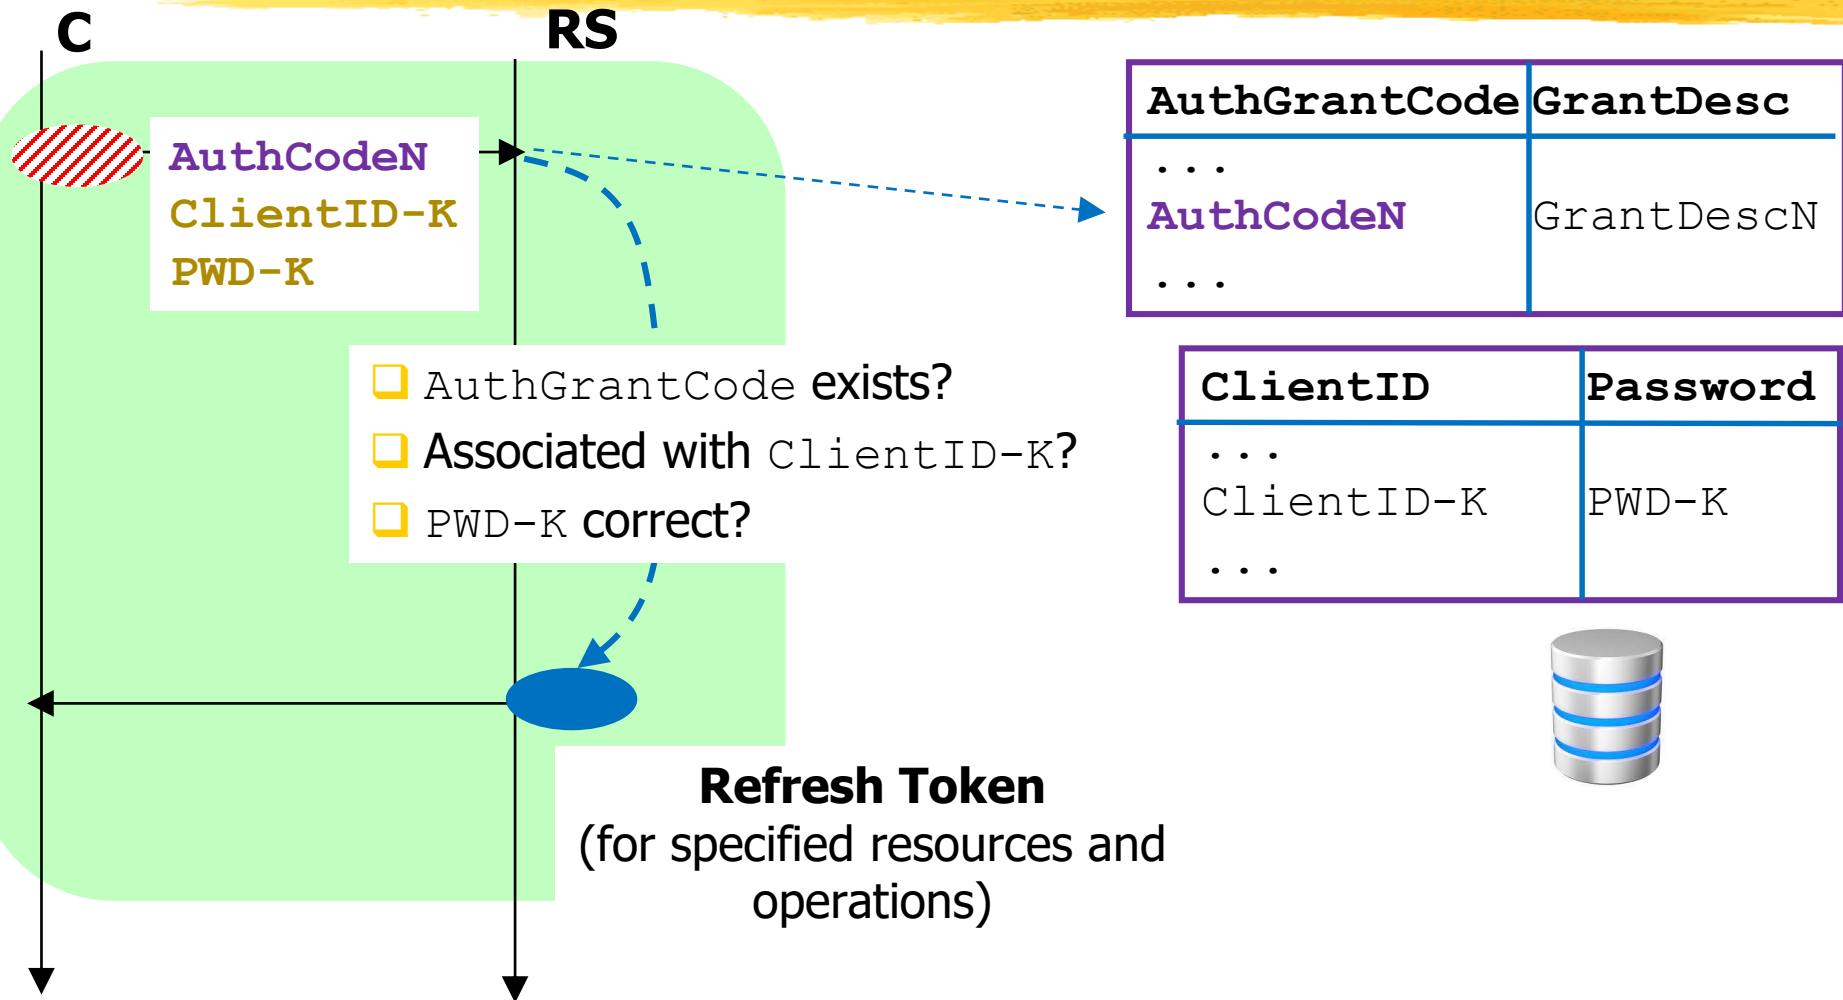 C
RS
AuthCodeN
ClientID-K
PWD-K
AuthGrantCode exists?
Associated with ClientID-K?
PWD-K correct?
Refresh Token
(for specified resources and
operations)
AuthGrantCode GrantDesc
...
AuthCodeN GrantDescN
...
ClientID Password
...
ClientID-K PWD-K
...